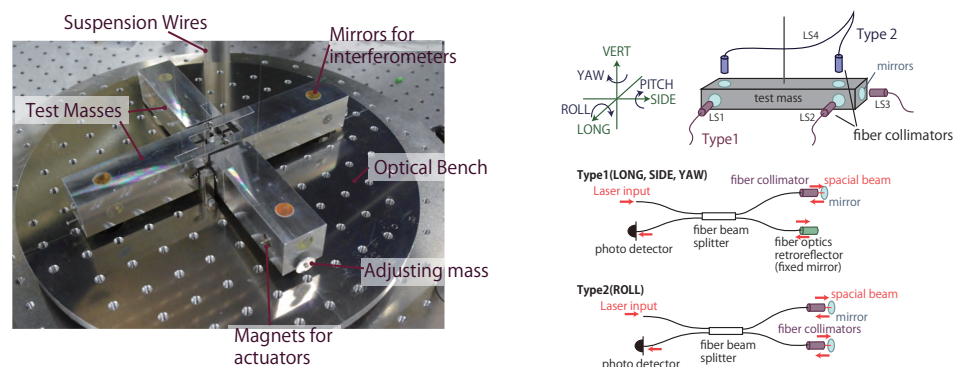 Suspension Wires
Mirrors for
interferometers
Test Masses
Optical Bench
Adjusting mass
Magnets for
actuators
VERT
YAW
PITCH
SIDE
ROLL
LONG
LS4
Type 2
mirrors
test mass
LS1
LS2
LS3
Type1
fiber collimators
Type1(LONG, SIDE, YAW)
Laser input
fiber collimator
spacial beam
mirror
photo detector
fiber beam
splitter
fiber optics
retroreflector
(fixed mirror)
Type2(ROLL)
Laser input
spacial beam
mirror
fiber collimators
photo detector
fiber beam
splitter